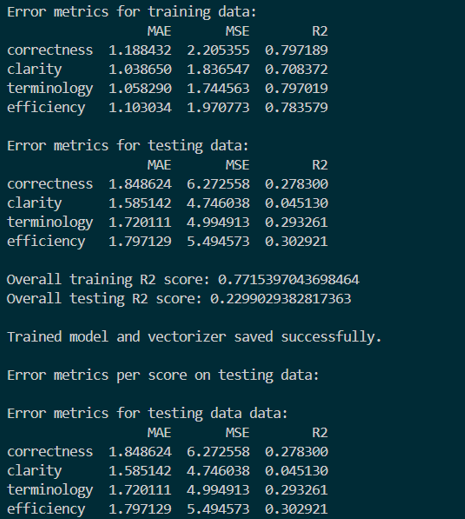 Error metrics for training data:
MAE MSE R2
correctness 1.188432 2.205355 0.797189
clarity 1.038650 1.836547 0.708372
terminology 1.058290 1.744563 0.797019
efficiency 1.103034 1.970773 0.783579
Error metrics for testing data:
MAE MSE R2
correctness 1.848624 6.272558 0.278300
clarity 1.585142 4.746038 0.045130
terminology 1.720111 4.994913 0.293261
efficiency 1.797129 5.494573 0.302921
Overall training R2 score: 0.7715397043698464
Overall testing R2 score: 0.2299029382817363
Trained model and vectorizer saved successfully.
Error metrics per score on testing data:
Error metrics for testing data data:
MAE MSE R2
correctness 1.848624 6.272558 0.278300
clarity 1.585142 4.746038 0.045130
terminology 1.720111 4.994913 0.293261
efficiency 1.797129 5.494573 0.302921